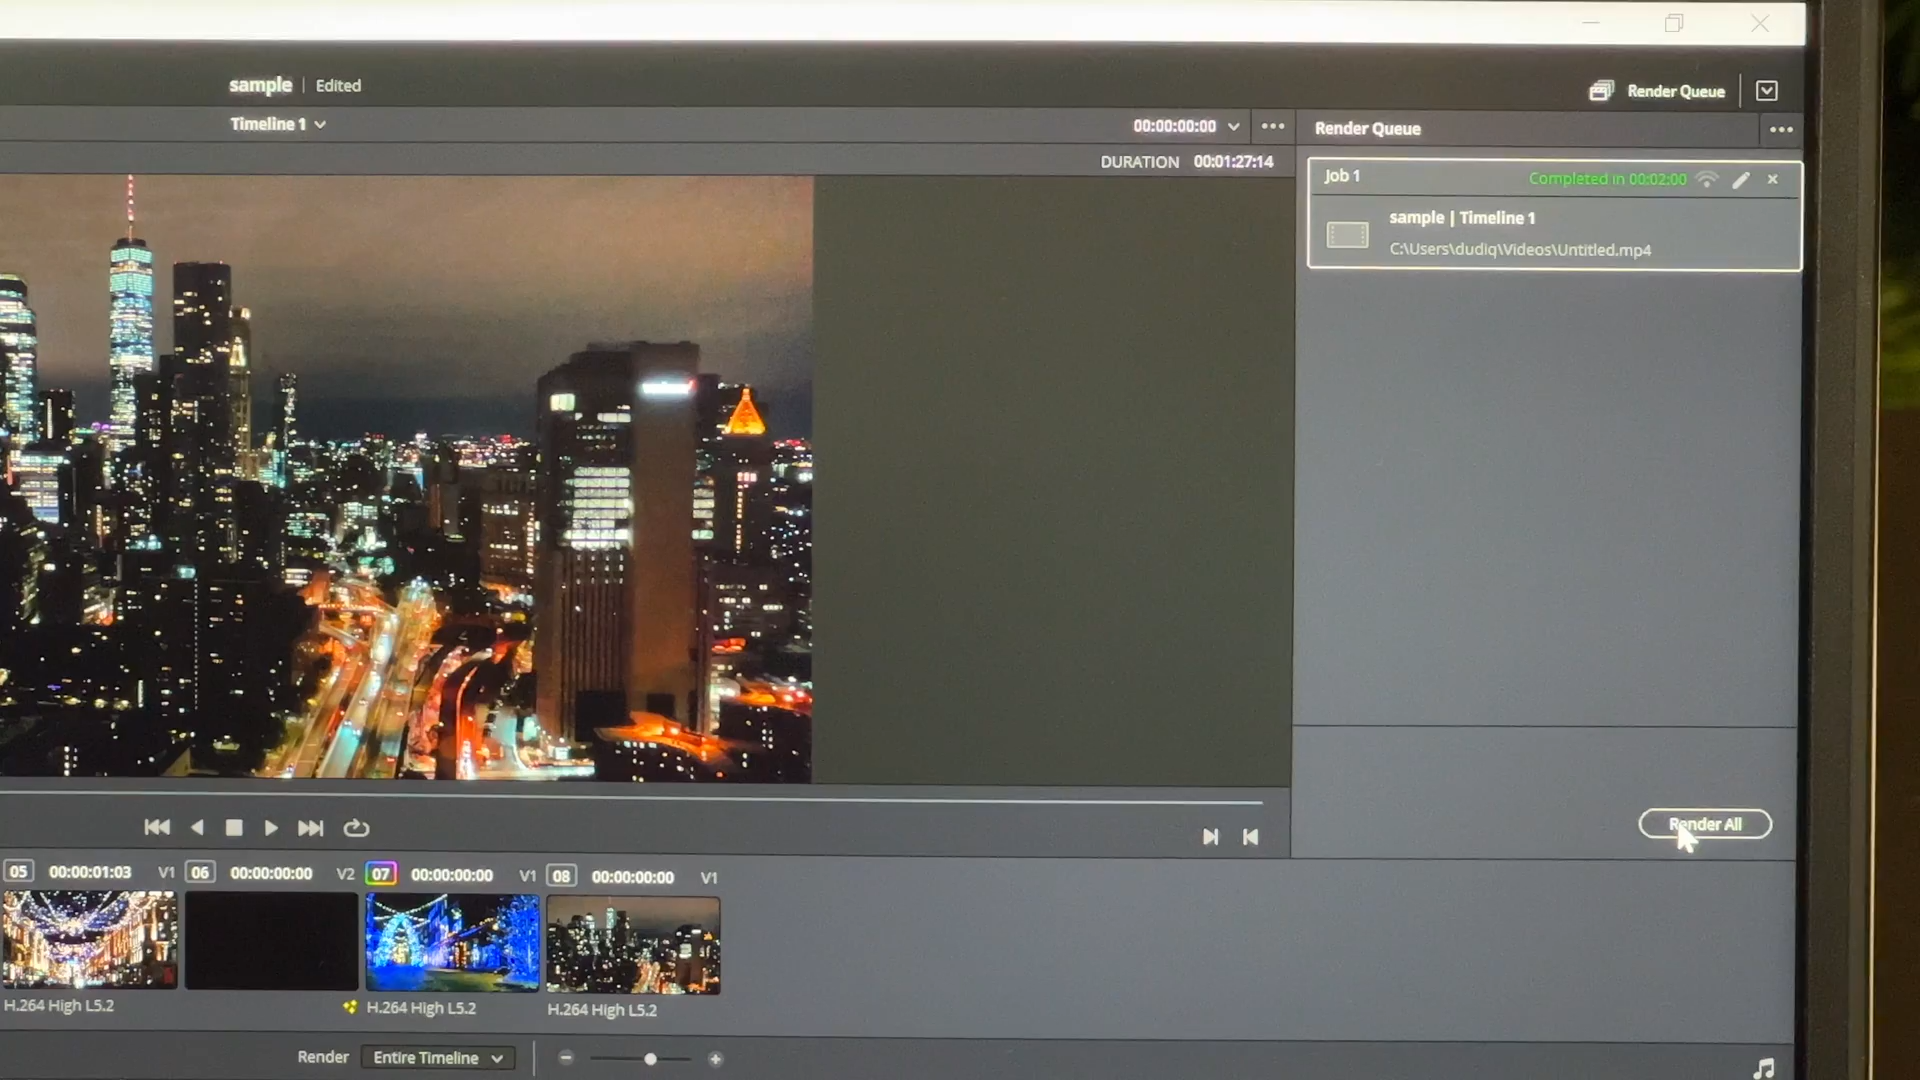 sample | Edited
Render Queue
Timeline 1
00:00:00:00
Render Queue
DURATION 00:01:27:14
Job 1 Completed in 00:02:00
sample | Timeline 1
C:\Users\dudiq\Videos\Untitled.mp4
Render All
05 00:00:01:03 V1 06 00:00:00:00 V2 07 00:00:00:00 V1 08 00:00:00:00 V1
H.264 High L5.2 H.264 High L5.2 H.264 High L5.2
Render Entire Timeline